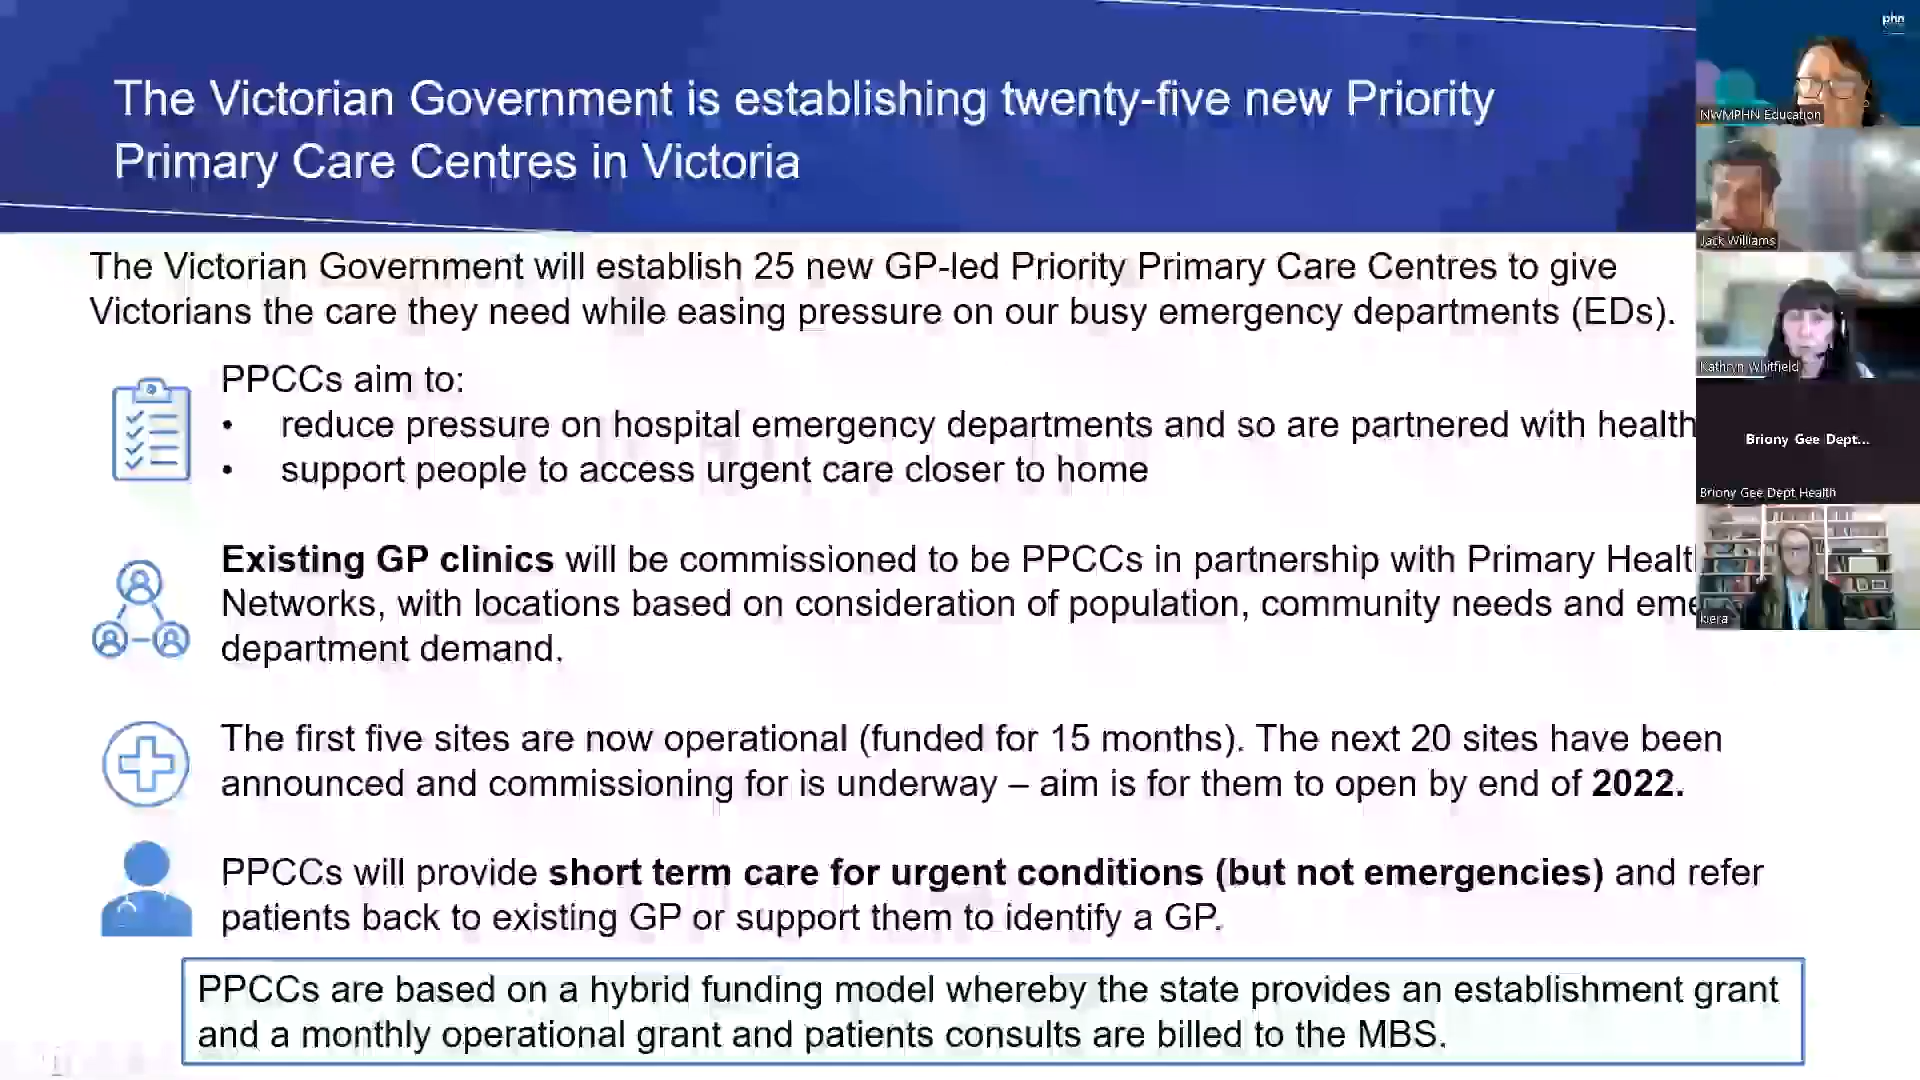 The Victorian Government is establishing twenty-five new Priority
Primary Care Centres in Victoria
The Victorian Government will establish 25 new GP-led Priority Primary Care Centres to give
Victorians the care they need while easing pressure on our busy emergency departments (EDs).
PPCCs aim to:
• reduce pressure on hospital emergency departments and so are partnered with health
• support people to access urgent care closer to home
Existing GP clinics will be commissioned to be PPCCs in partnership with Primary Healt
Networks, with locations based on consideration of population, community needs and eme
department demand.
The first five sites are now operational (funded for 15 months). The next 20 sites have been
announced and commissioning for is underway – aim is for them to open by end of 2022.
PPCCs will provide short term care for urgent conditions (but not emergencies) and refer
patients back to existing GP or support them to identify a GP.
PPCCs are based on a hybrid funding model whereby the state provides an establishment grant
and a monthly operational grant and patients consults are billed to the MBS.
phn
NWMPHN Education
Jack Williams
Kathryn Whitfield
Briony Gee Dept...
Briony Gee Dept Health
kiera